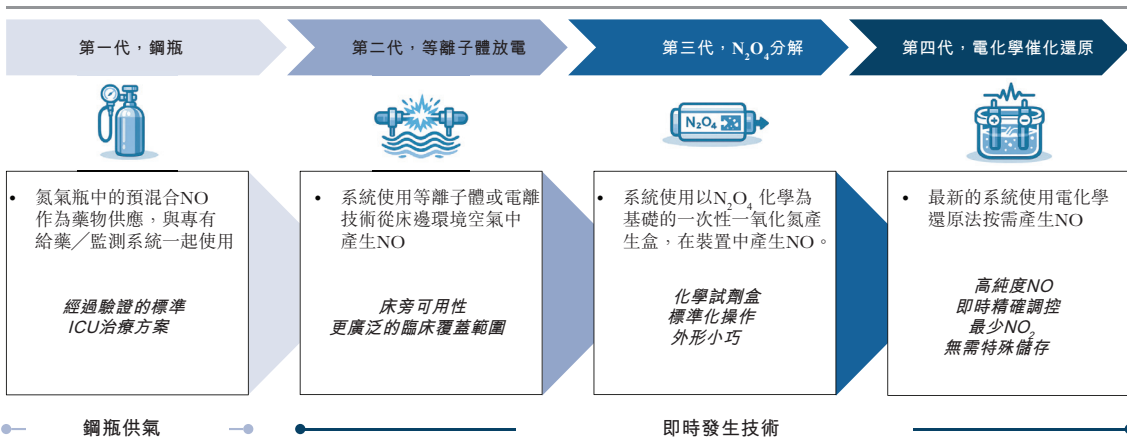 第一代，鋼瓶
第二代，等離子體放電
第三代，N₂O₄分解
第四代，電化學催化還原
N₂O₄
• 氮氣瓶中的預混合NO
作為藥物供應，與專有
給藥／監測系統一起使用
經過驗證的標準
ICU治療方案
• 系統使用等離子體或電離
技術從床邊環境空氣中
產生NO
床旁可用性
更廣泛的臨床覆蓋範圍
系統使用以N₂O₄ 化學為
基礎的一次性一氧化氮產
生盒，在裝置中產生NO。
化學試劑盒
標準化操作
外形小巧
• 最新的系統使用電化學
還原法按需產生NO
高純度NO
即時精確調控
最少NO₂
無需特殊儲存
鋼瓶供氣
即時發生技術